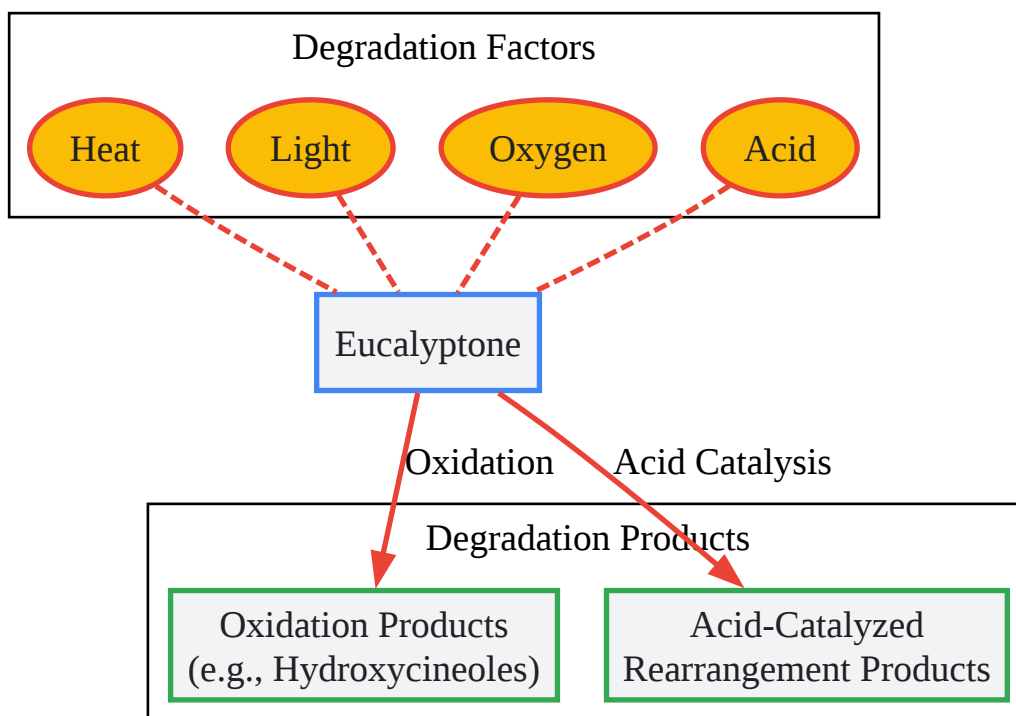 Degradation Factors
Heat
Light
Oxygen
Acid
Eucalyptone
Oxidation
Acid Catalysis
Degradation Products
Oxidation Products
(e.g., Hydroxycineoles)
Acid-Catalyzed
Rearrangement Products